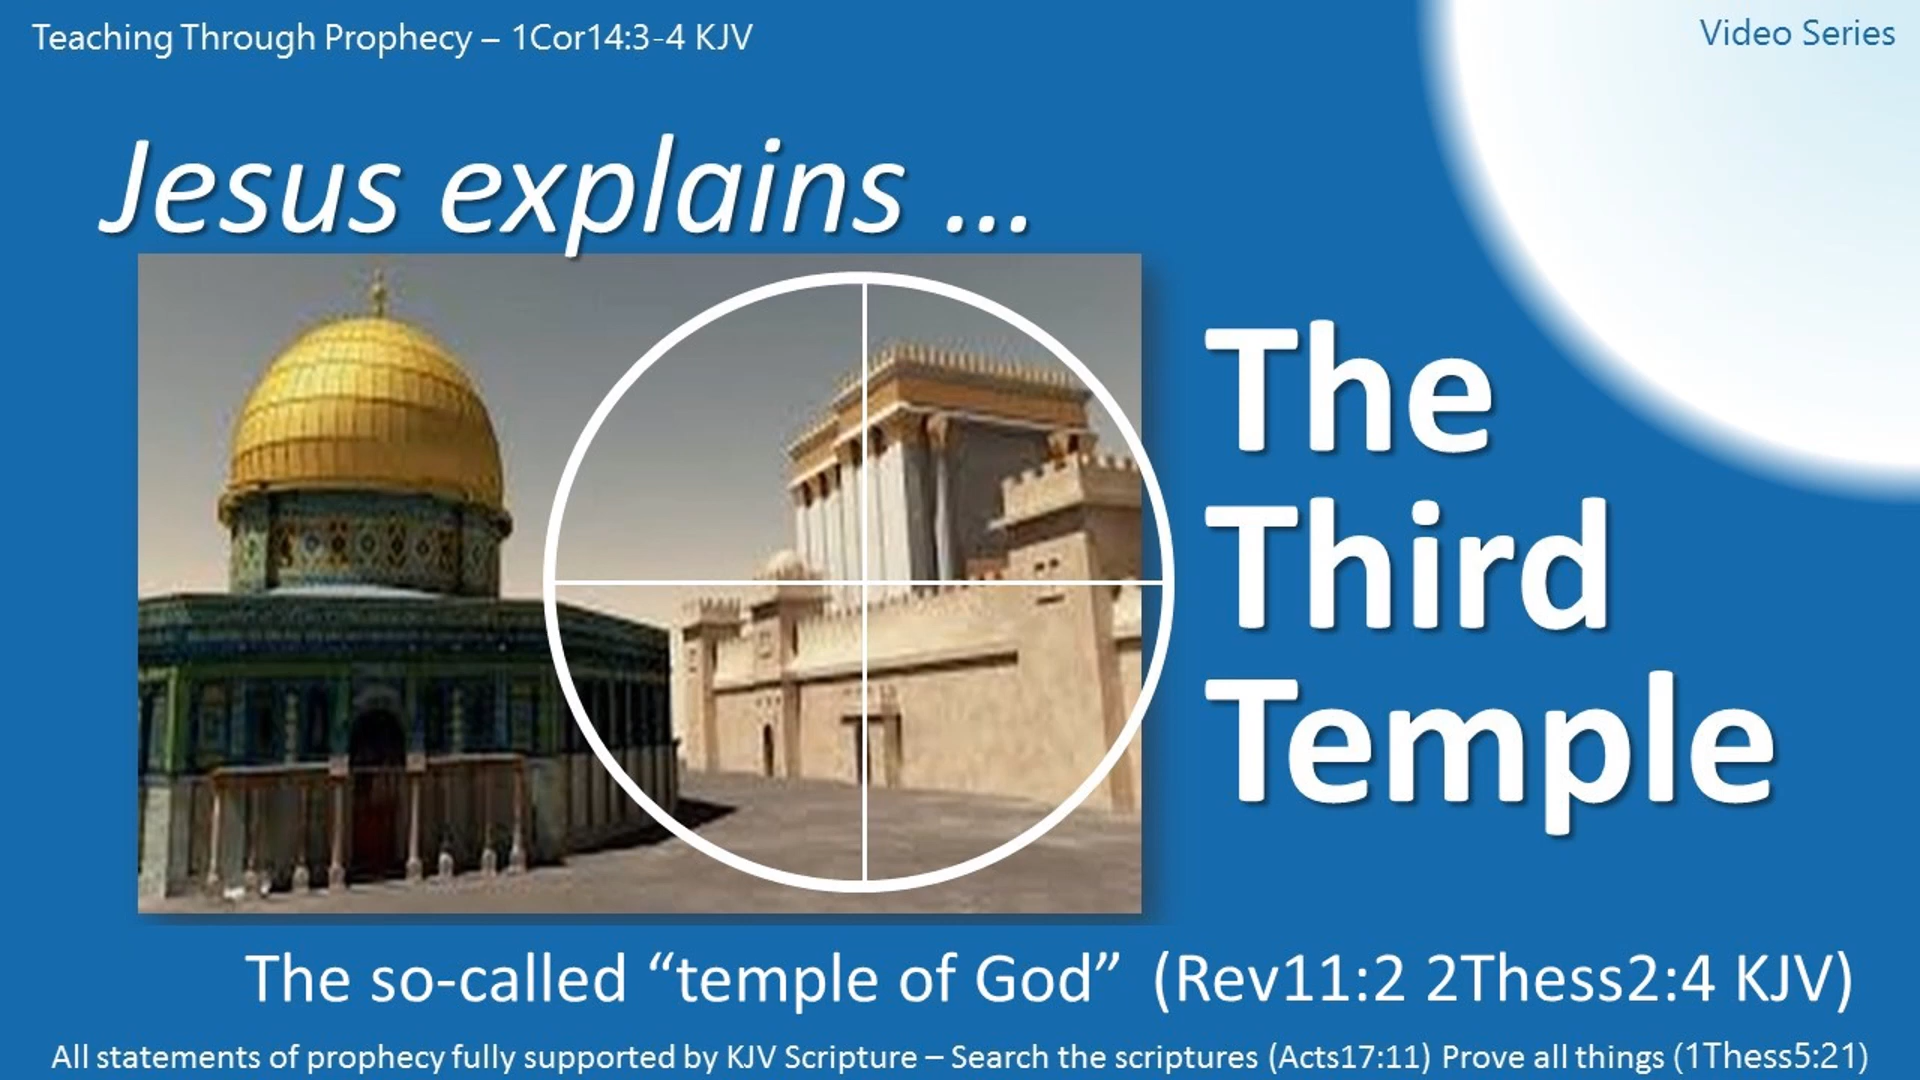 Teaching Through Prophecy – 1Cor14:3-4 KJV
Video Series
Jesus explains ...
The
Third
Temple
The so-called “temple of God” (Rev11:2 2Thess2:4 KJV)
All statements of prophecy fully supported by KJV Scripture – Search the scriptures (Acts17:11) Prove all things (1Thess5:21)